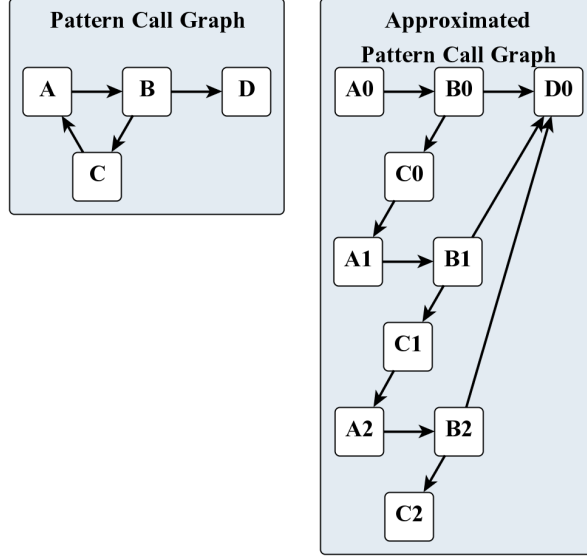 Pattern Call Graph
A
B
D
C
Approximated
Pattern Call Graph
A0
B0
D0
C0
A1
B1
C1
A2
B2
C2